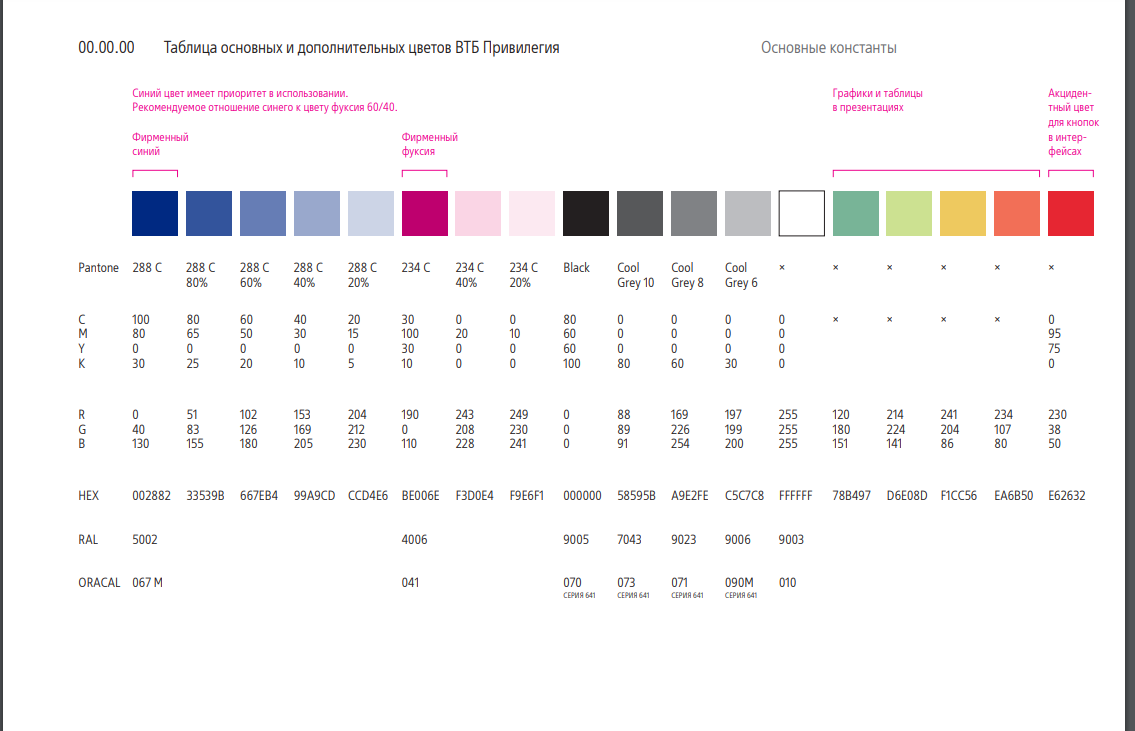 00.00.00 Таблица основных и дополнительных цветов ВТБ Привилегия Основные константы
Синий цвет имеет приоритет в использовании.
Рекомендуемое отношение синего к цвету фуксия 60/40.
Графики и таблицы
в презентациях
Акциден-
тный цвет
для кнопок
в интер-
фейсах
Фирменный
синий
Фирменный
фуксия
Pantone 288 C 288 C 288 C 288 C 288 C 234 C 234 C 234 C Black Cool Cool Cool × × × × × ×
80% 60% 40% 20% 40% 20% Grey 10 Grey 8 Grey 6
C 100 80 60 40 20 30 0 0 80 0 0 0 0 × × × × 0
M 80 65 50 30 15 100 20 10 60 0 0 0 0 95
Y 0 0 0 0 0 30 0 0 60 0 0 0 0 75
K 30 25 20 10 5 10 0 0 100 80 60 30 0 0
R 0 51 102 153 204 190 243 249 0 88 169 197 255 120 214 241 234 230
G 40 83 126 169 212 0 208 230 0 89 226 199 255 180 224 204 107 38
B 130 155 180 205 230 110 228 241 0 91 254 200 255 151 141 86 80 50
HEX 002882 33539B 667EB4 99A9CD CCD4E6 BE006E F3D0E4 F9E6F1 000000 58595B A9E2FE C5C7C8 FFFFFF 78B497 D6E08D F1CC56 EA6B50 E62632
RAL 5002 4006 9005 7043 9023 9006 9003
ORACAL 067 M 041 070 073 071 090M 010
СЕРИЯ 641 СЕРИЯ 641 СЕРИЯ 641 СЕРИЯ 641